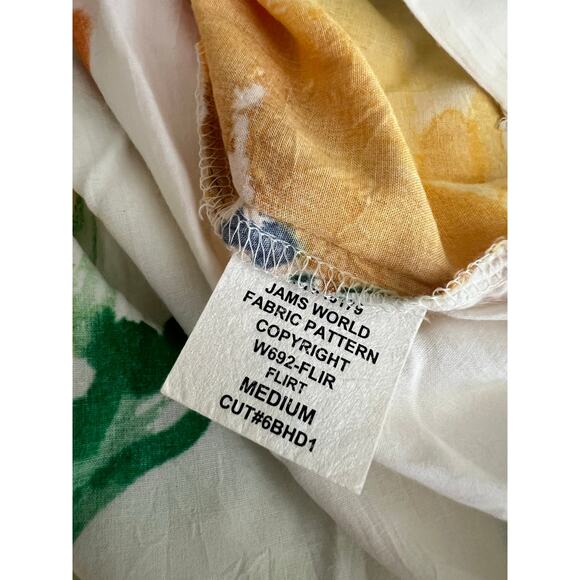 JAMS WORLD
FABRIC PATTERN
COPYRIGHT
W692-FLIR
FLIRT
MEDIUM
CUT#6BHD1